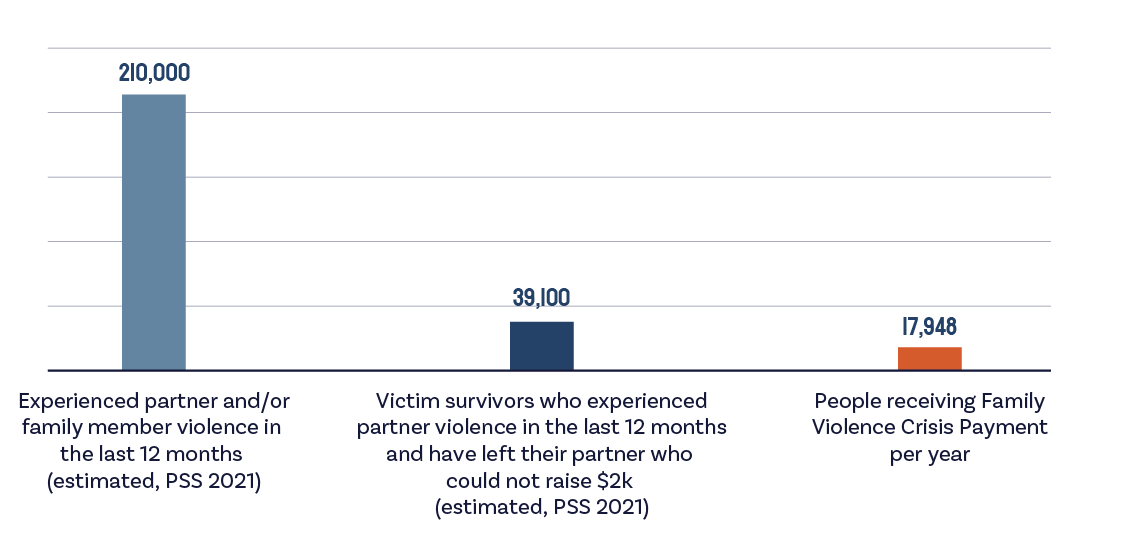 210,000
39,100
17,948
Experienced partner and/or
family member violence in
the last 12 months
(estimated, PSS 2021)
Victim survivors who experienced
partner violence in the last 12 months
and have left their partner who
could not raise $2k
(estimated, PSS 2021)
People receiving Family
Violence Crisis Payment
per year